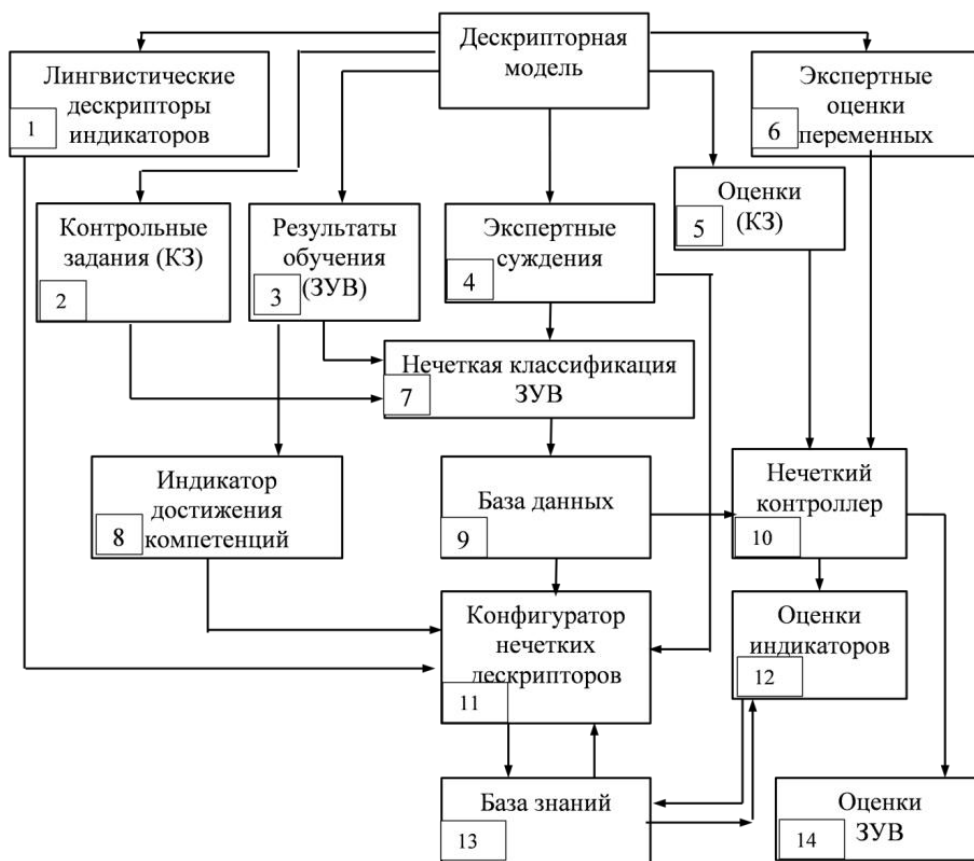 Дескрипторная
модель
Лингвистические
дескрипторы
индикаторов
1
Экспертные
оценки
переменных
6
Контрольные
задания (КЗ)
2
Результаты
обучения
(ЗУВ)
3
Экспертные
суждения
4
Оценки
(КЗ)
5
Нечеткая классификация
ЗУВ
7
Индикатор
достижения
компетенций
8
База данных
9
Нечеткий
контроллер
10
Конфигуратор
нечетких
дескрипторов
11
Оценки
индикаторов
12
База знаний
13
Оценки
ЗУВ
14